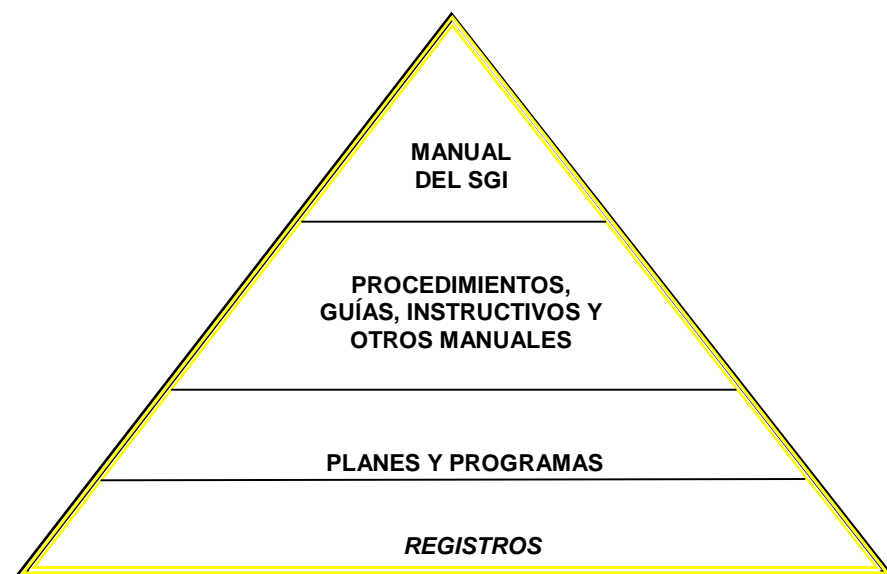 MANUAL
DEL SGI
PROCEDIMIENTOS,
GUÍAS, INSTRUCTIVOS Y
OTROS MANUALES
PLANES Y PROGRAMAS
REGISTROS